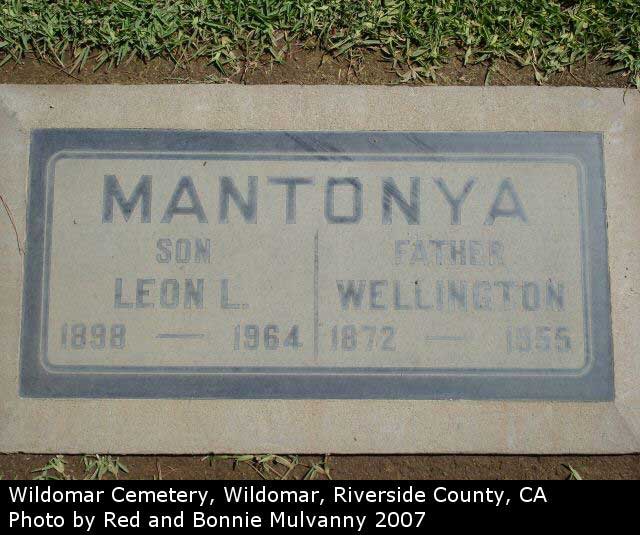 MANTONYA
SON
LEON L.
1898 — 1964
FATHER
WELLINGTON
1872 — 1955
Wildomar Cemetery, Wildomar, Riverside County, CA
Photo by Red and Bonnie Mulvanny 2007